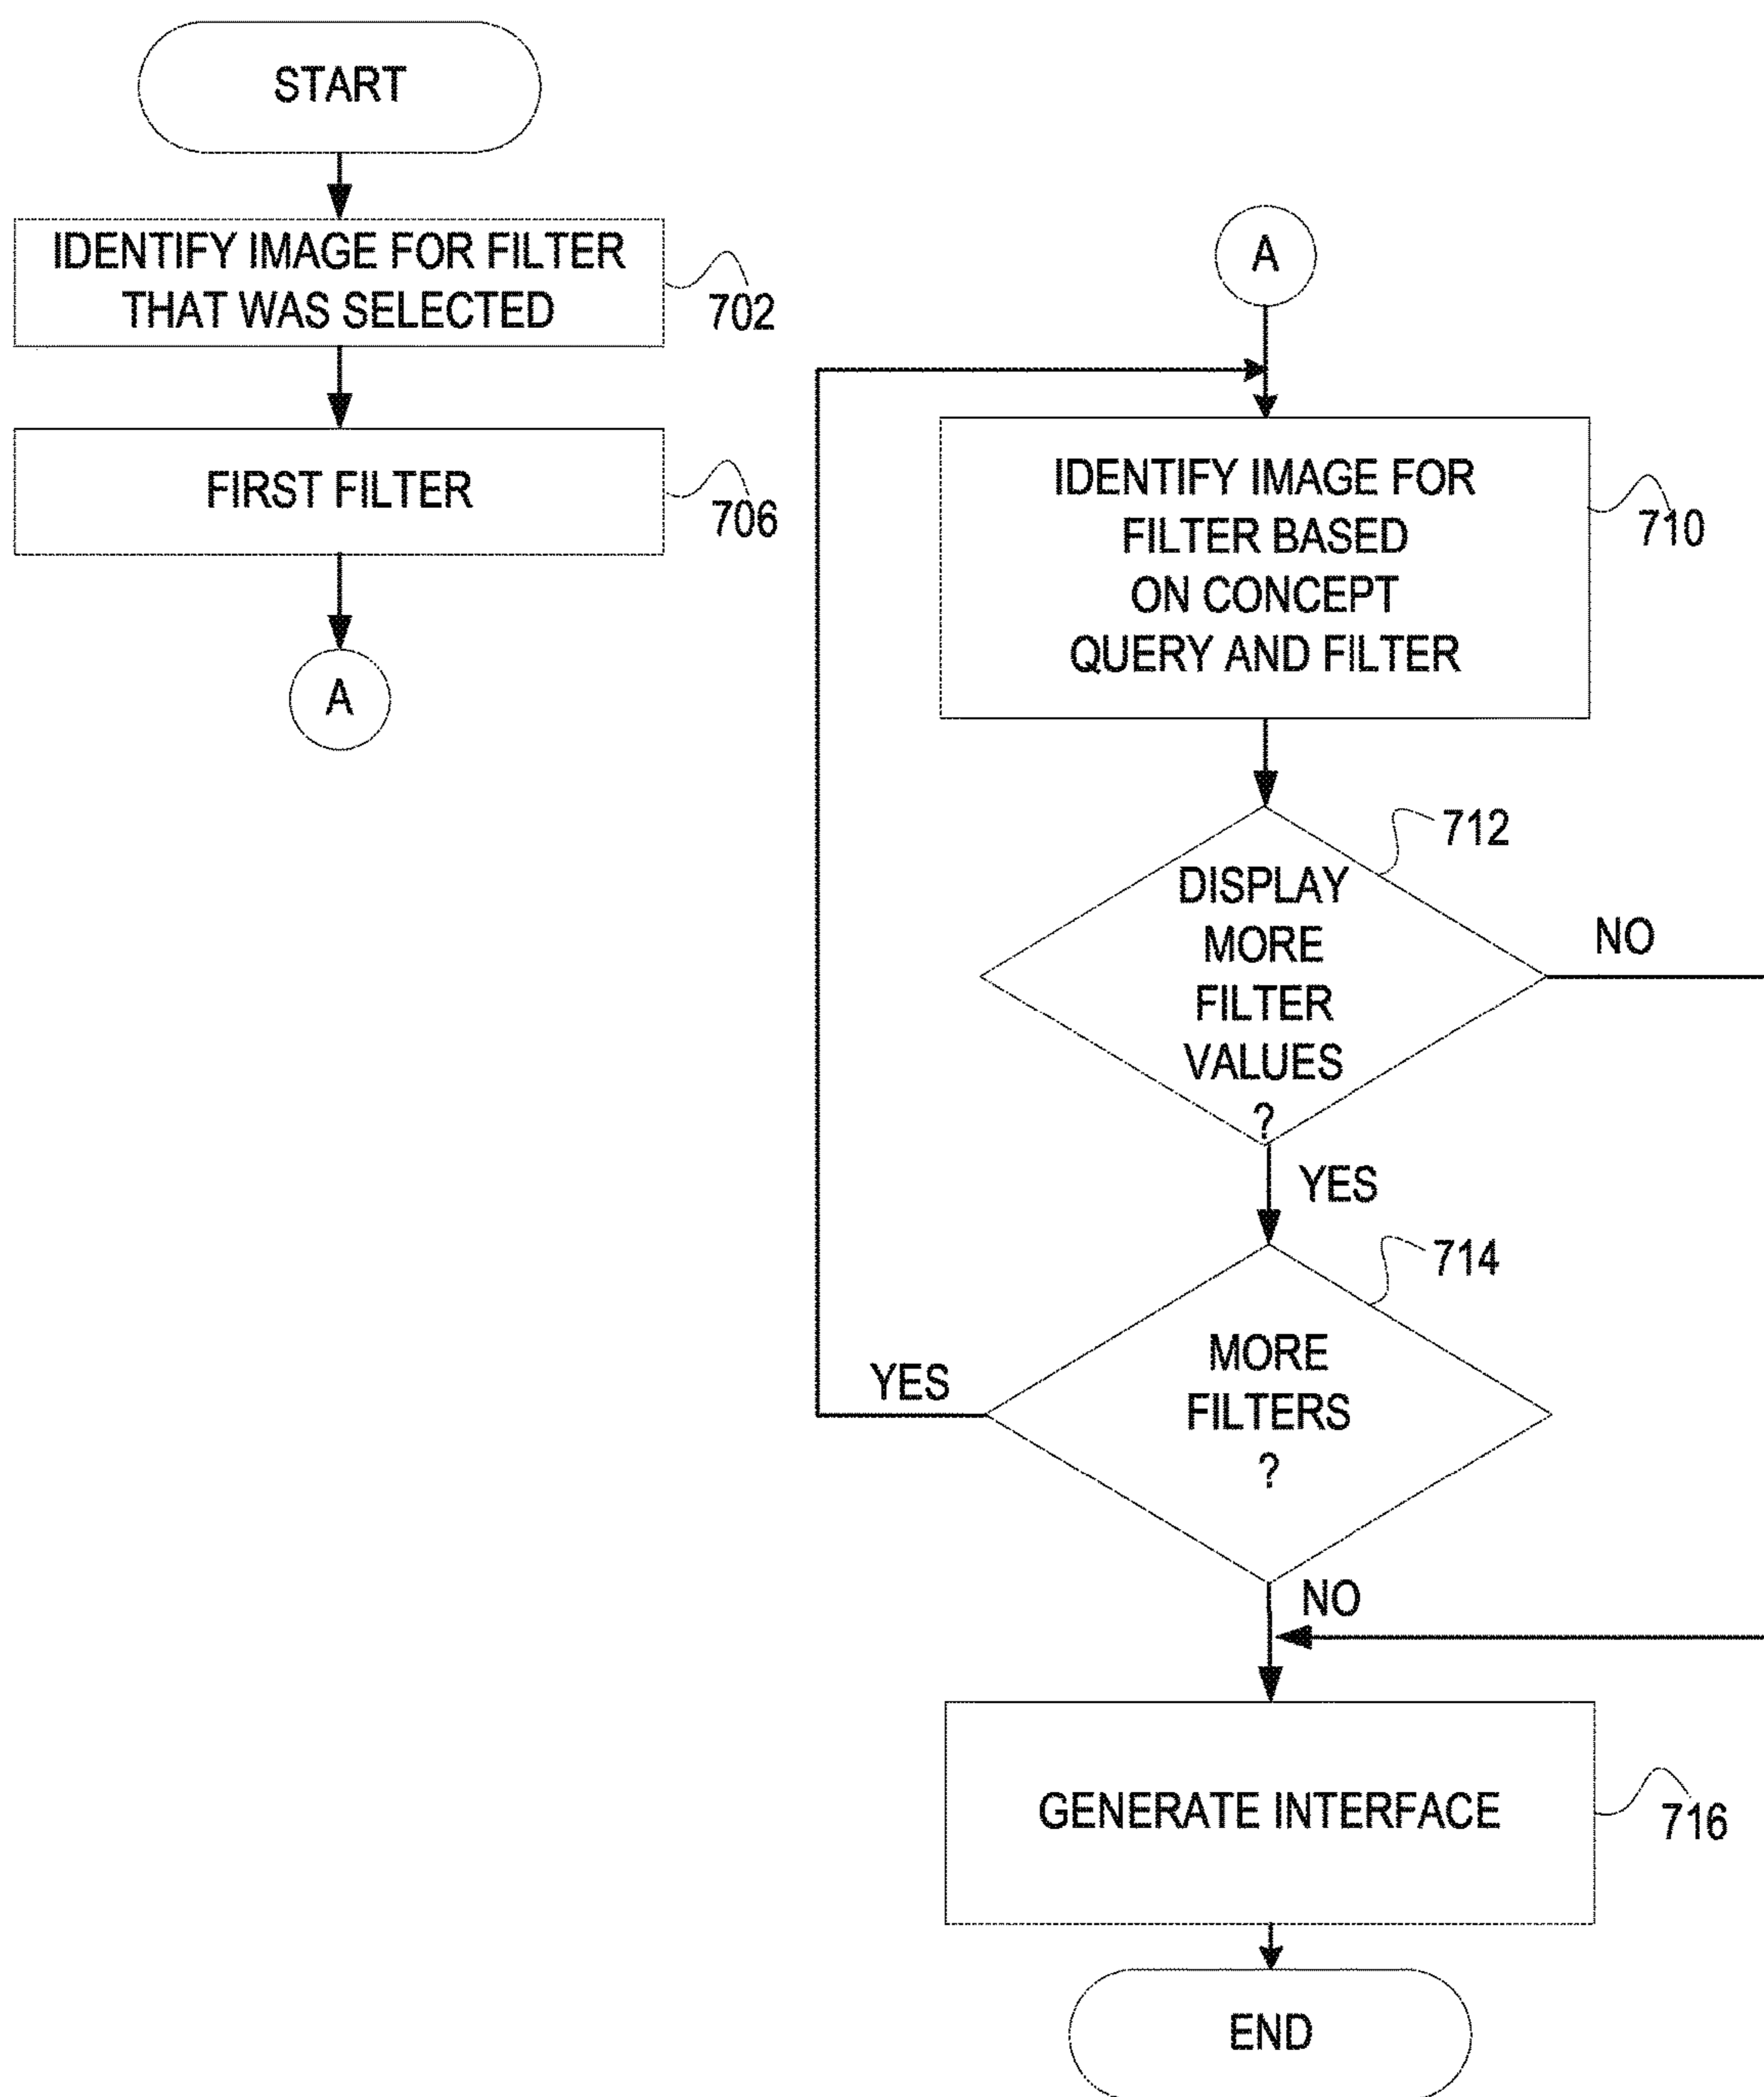 START
IDENTIFY IMAGE FOR FILTER
THAT WAS SELECTED
702
FIRST FILTER
706
A
A
IDENTIFY IMAGE FOR
FILTER BASED
ON CONCEPT
QUERY AND FILTER
710
712
DISPLAY
MORE
FILTER
VALUES
?
NO
YES
714
MORE
FILTERS
?
YES
NO
GENERATE INTERFACE
716
END